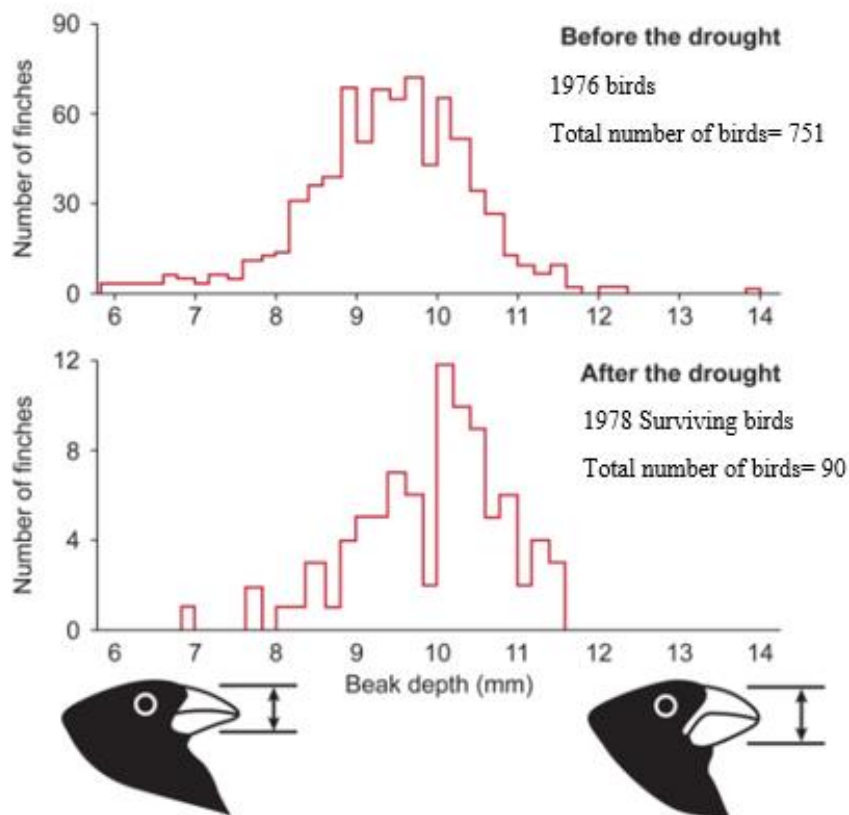 Before the drought
1976 birds
Total number of birds= 751
Number of finches
90
60
30
0
6 7 8 9 10 11 12 13 14
After the drought
1978 Surviving birds
Total number of birds= 90
Number of finches
12
8
4
0
6 7 8 9 10 11 12 13 14
Beak depth (mm)